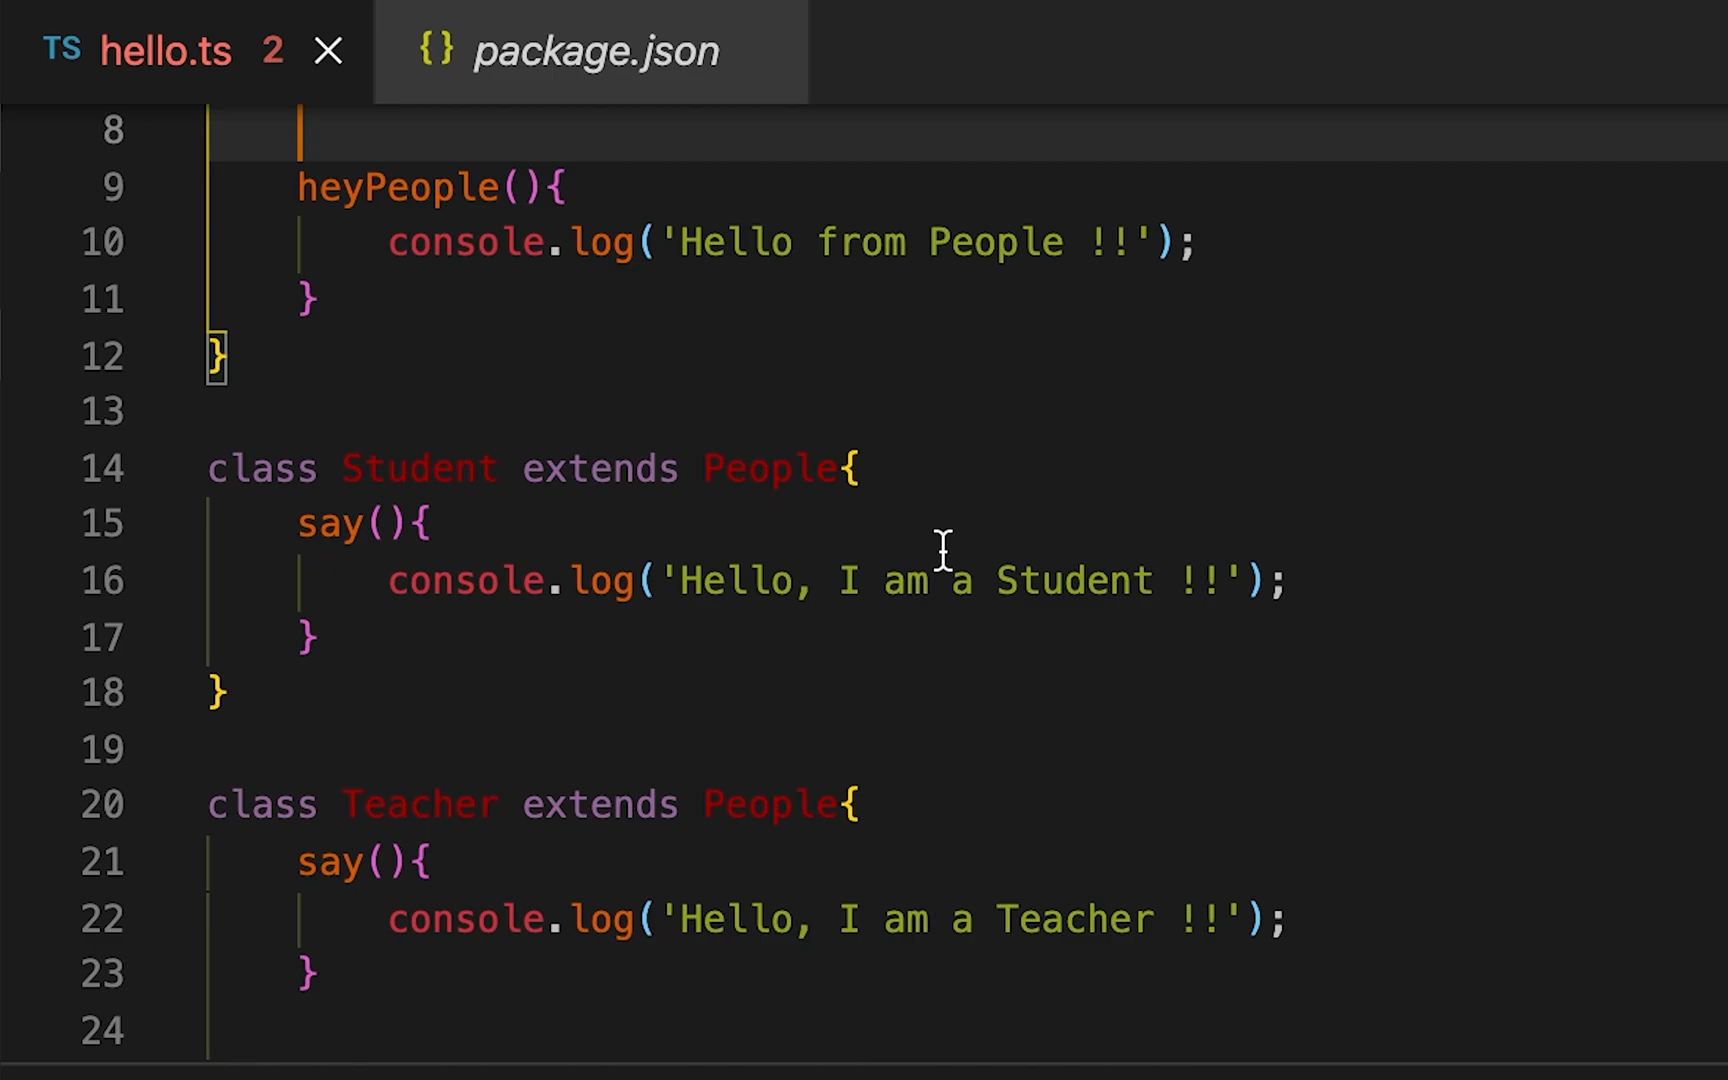 TS hello.ts 2 {} package.json
8
9 heyPeople(){
10 console.log('Hello from People !!');
11 }
12 }
13
14 class Student extends People{
15 say(){
16 console.log('Hello, I am a Student !!');
17 }
18 }
19
20 class Teacher extends People{
21 say(){
22 console.log('Hello, I am a Teacher !!');
23 }
24